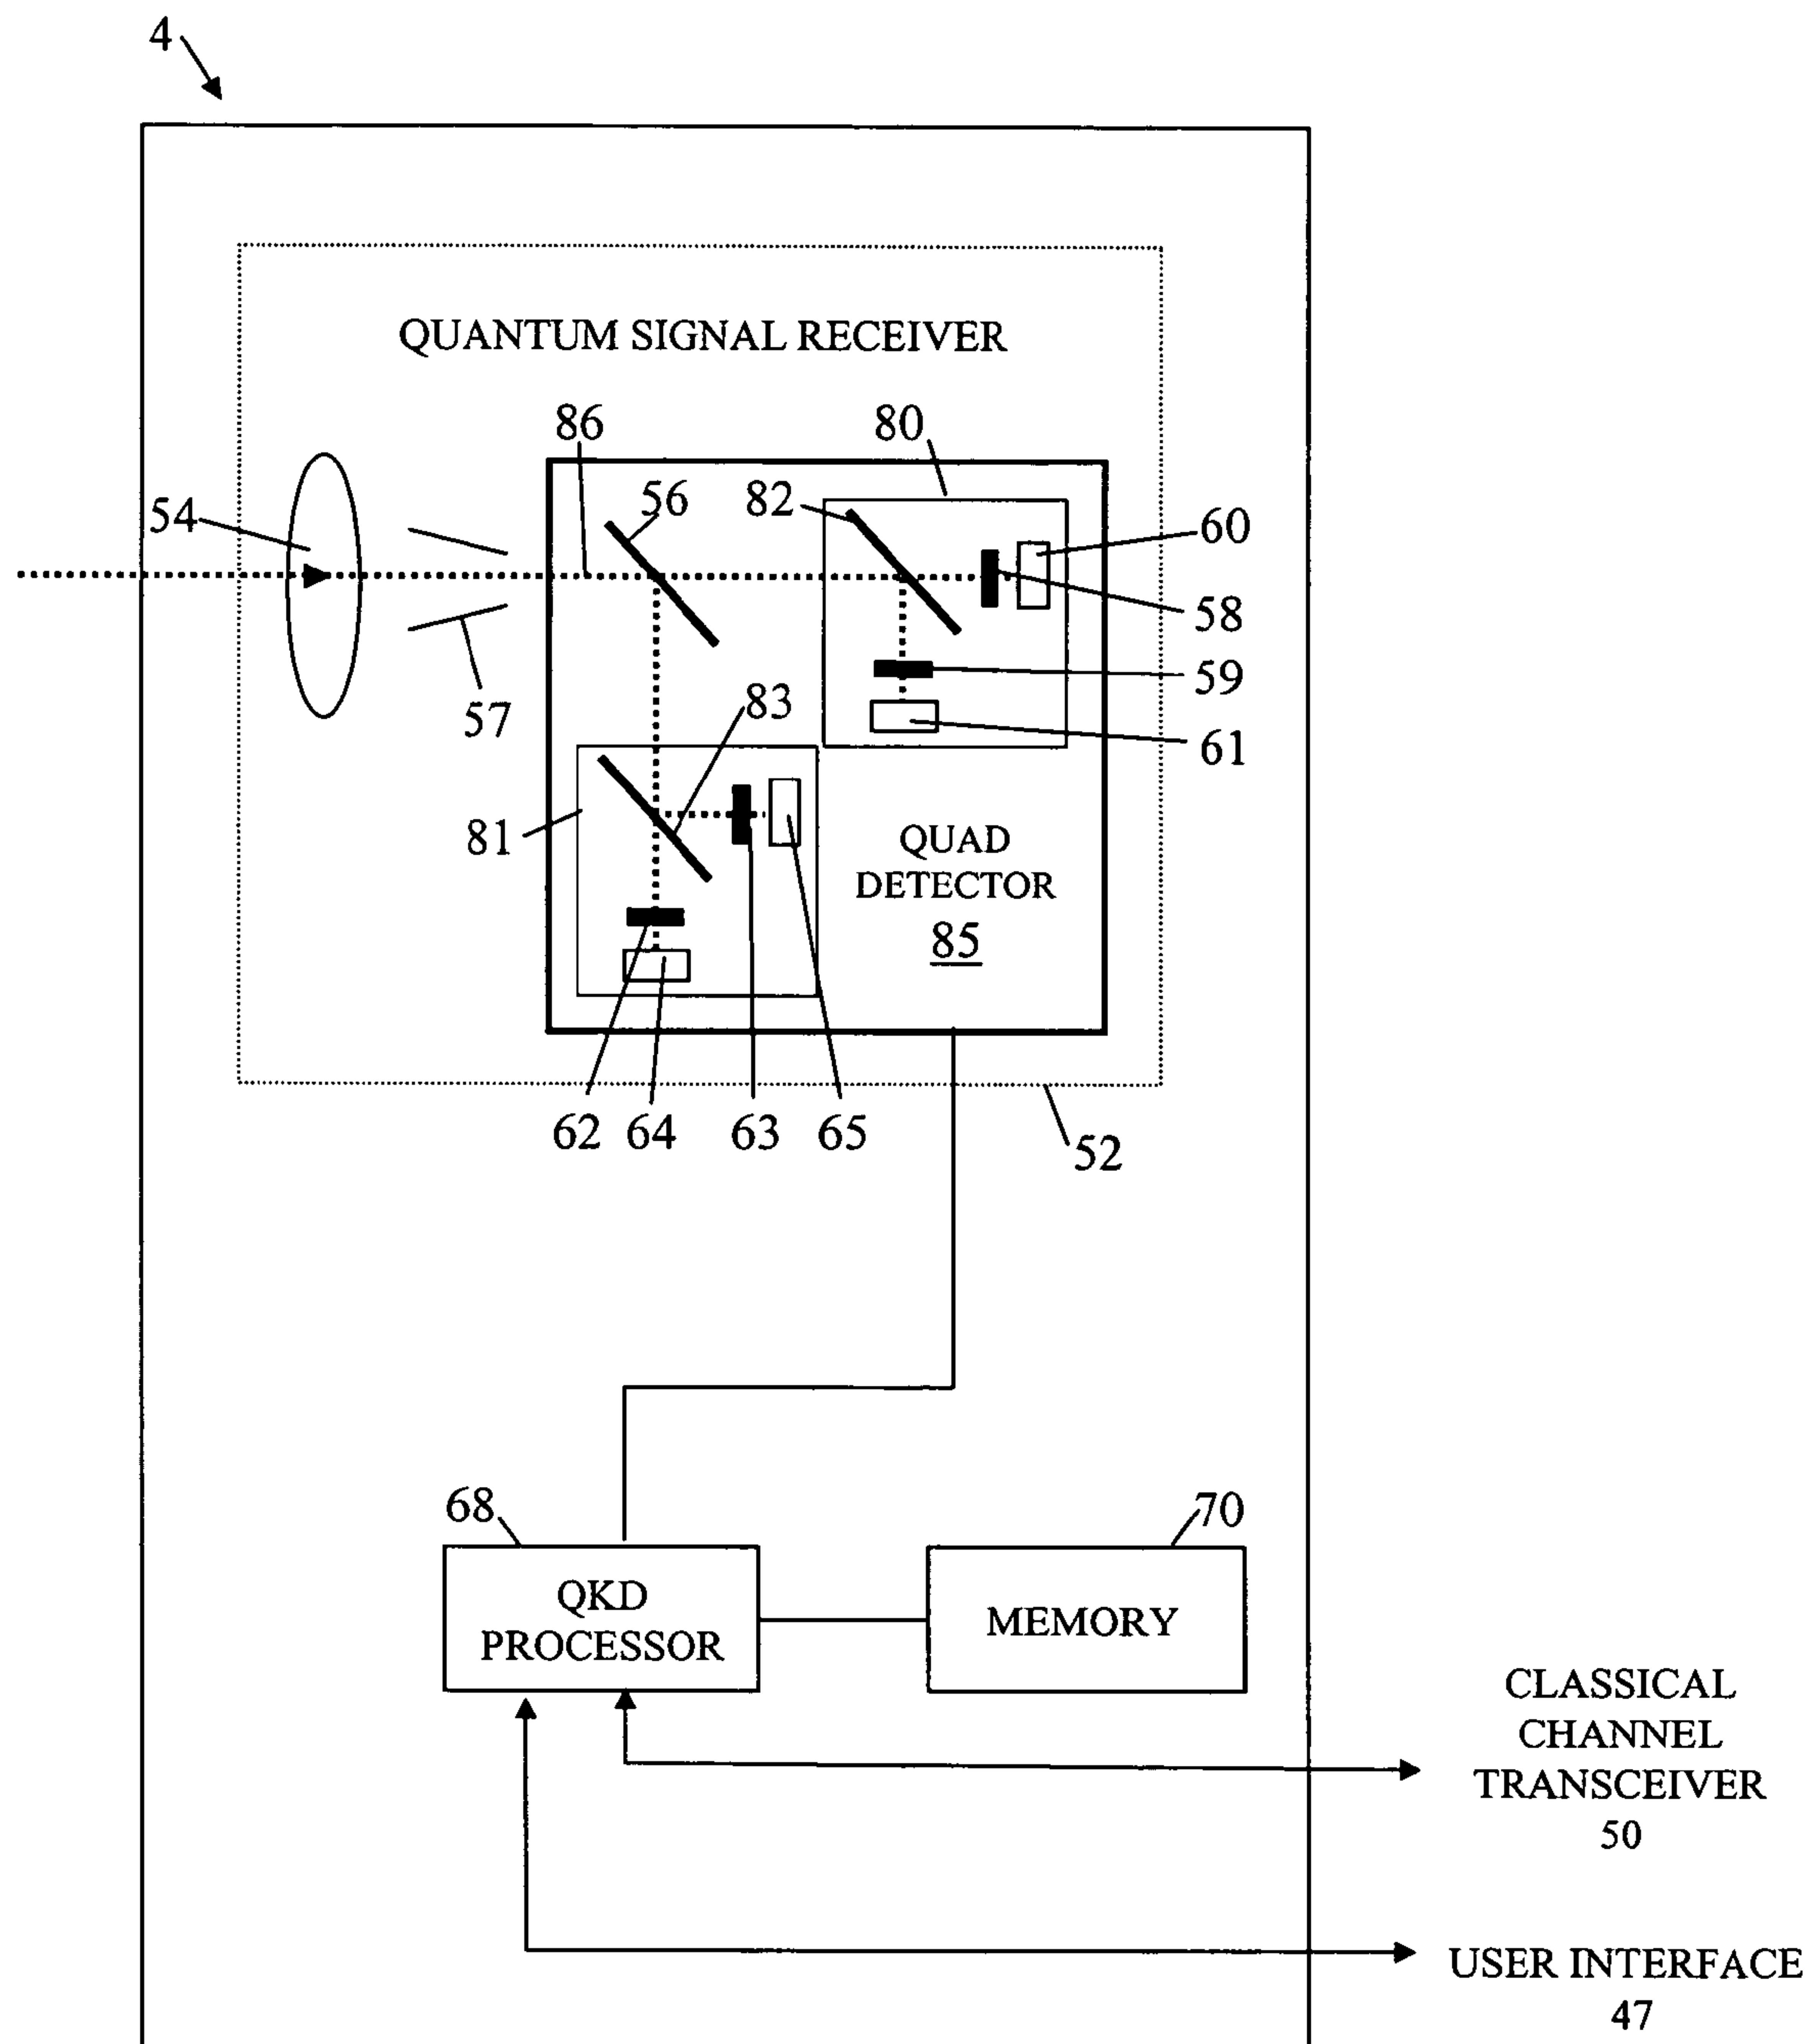 4
QUANTUM SIGNAL RECEIVER
86
80
54
56
82
60
58
59
57
83
61
81
QUAD
DETECTOR
85
62
64
63
65
52
68
70
QKD
PROCESSOR
MEMORY
CLASSICAL
CHANNEL
TRANSCEIVER
50
USER INTERFACE
47